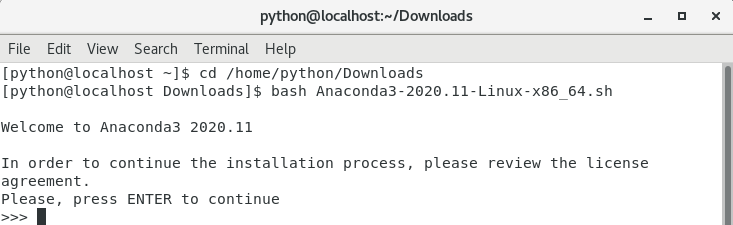 python@localhost:~/Downloads
File Edit View Search Terminal Help
[python@localhost ~]$ cd /home/python/Downloads
[python@localhost Downloads]$ bash Anaconda3-2020.11-Linux-x86_64.sh
Welcome to Anaconda3 2020.11
In order to continue the installation process, please review the license
agreement.
Please, press ENTER to continue
>>>